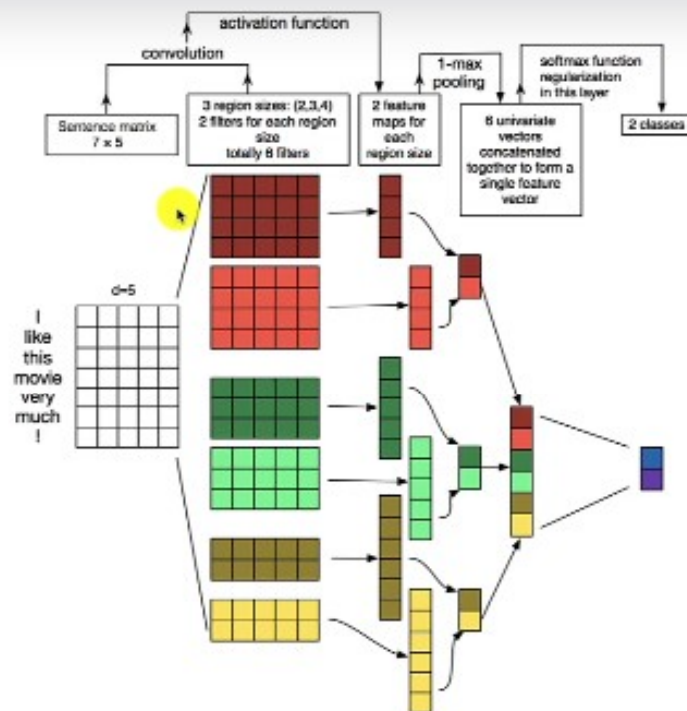 activation function
convolution
1-max
pooling
softmax function
regularization
in this layer
Sentence matrix
7 x 5
3 region sizes: (2,3,4)
2 filters for each region
size
totally 6 filters
2 feature
maps for
each
region size
6 univariate
vectors
concatenated
together to form a
single feature
vector
2 classes
d=5
I
like
this
movie
very
much
!